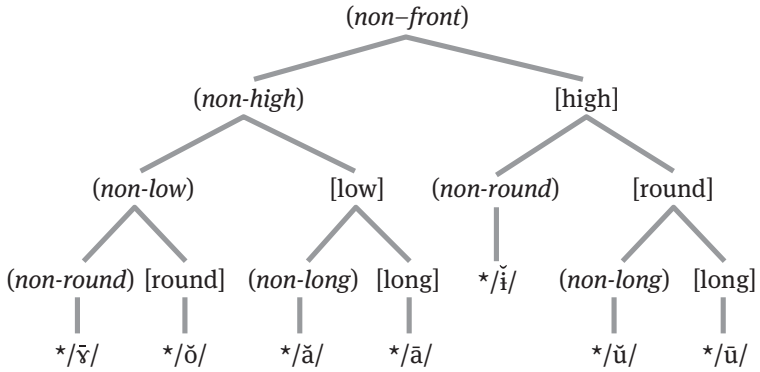 (non–front)
(non-high) [high]
(non-low) [low] (non-round) [round]
(non-round) [round] (non-long) [long] */ɨ̆/ (non-long) [long]
*/ɤ̄̆/ */ŏ/ */ă/ */ā/ */ŭ/ */ū/